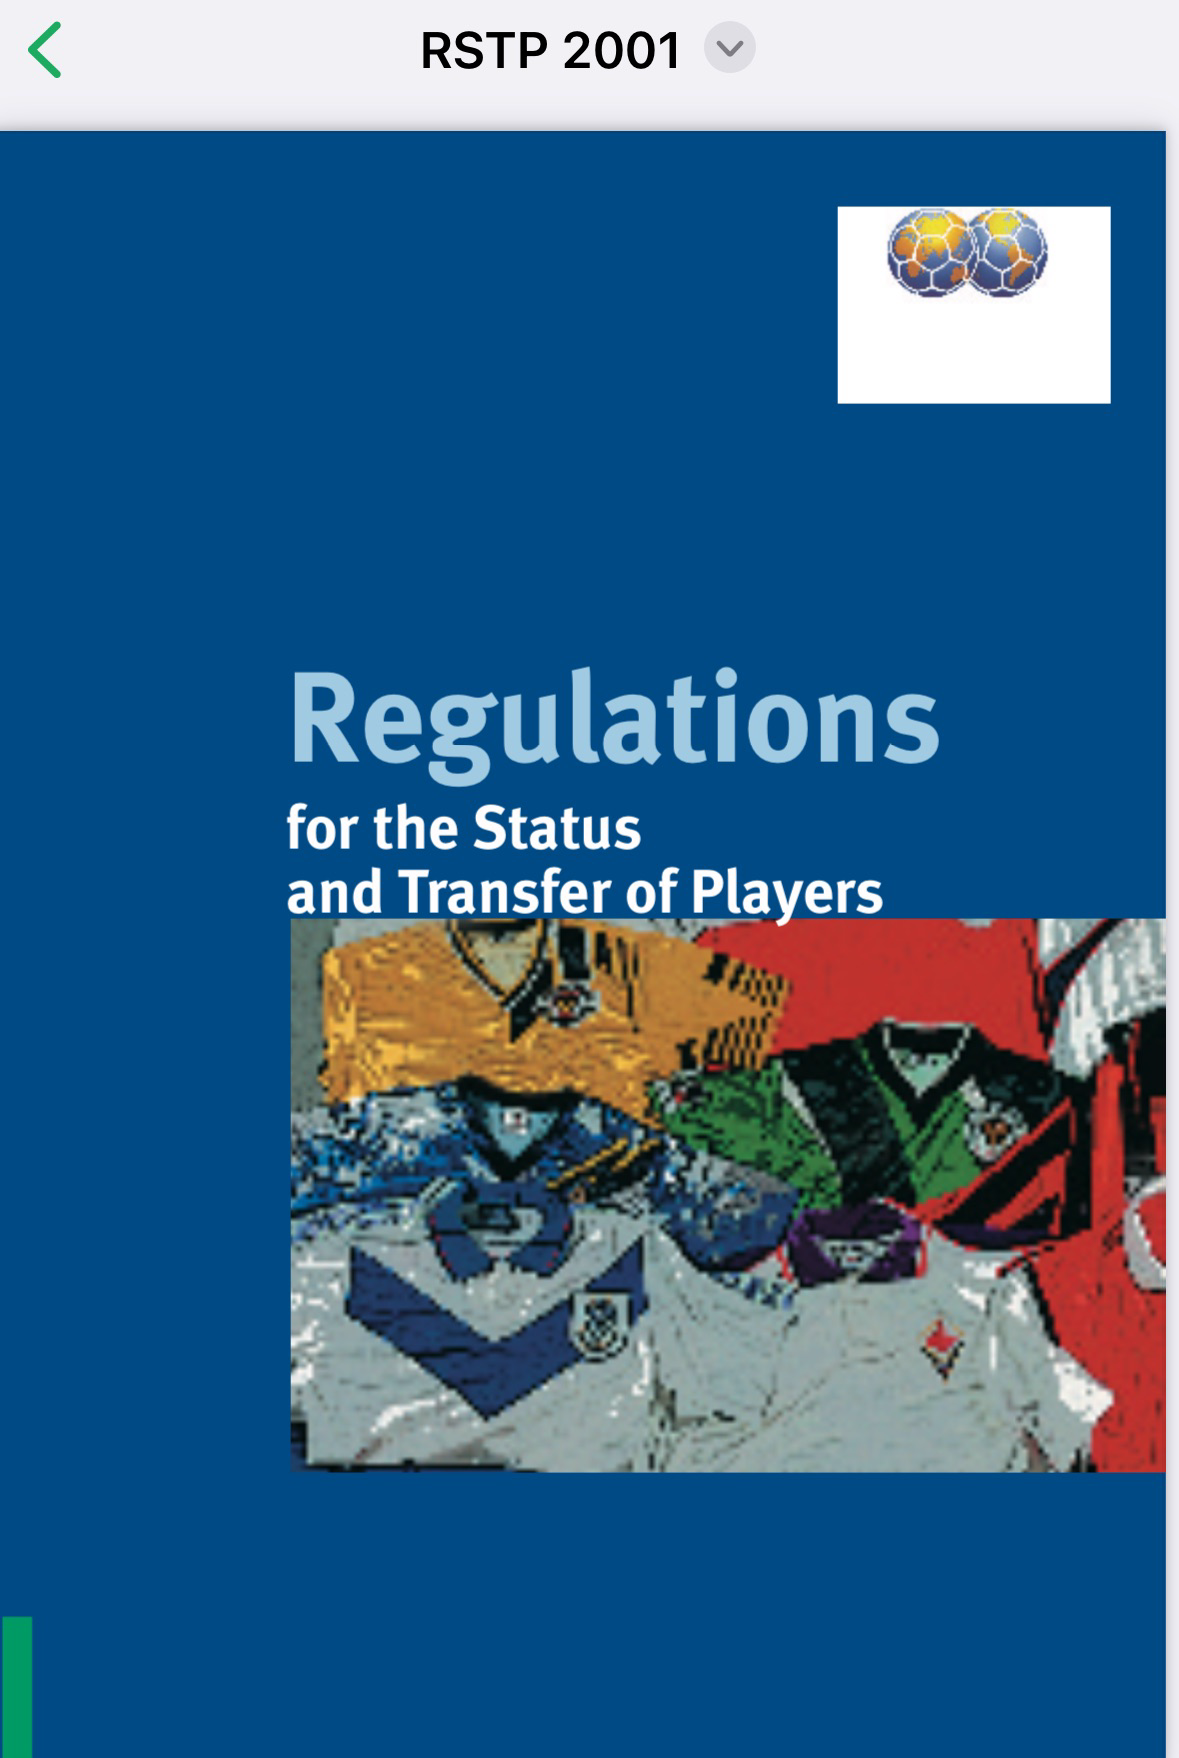 RSTP 2001
Regulations
for the Status
and Transfer of Players